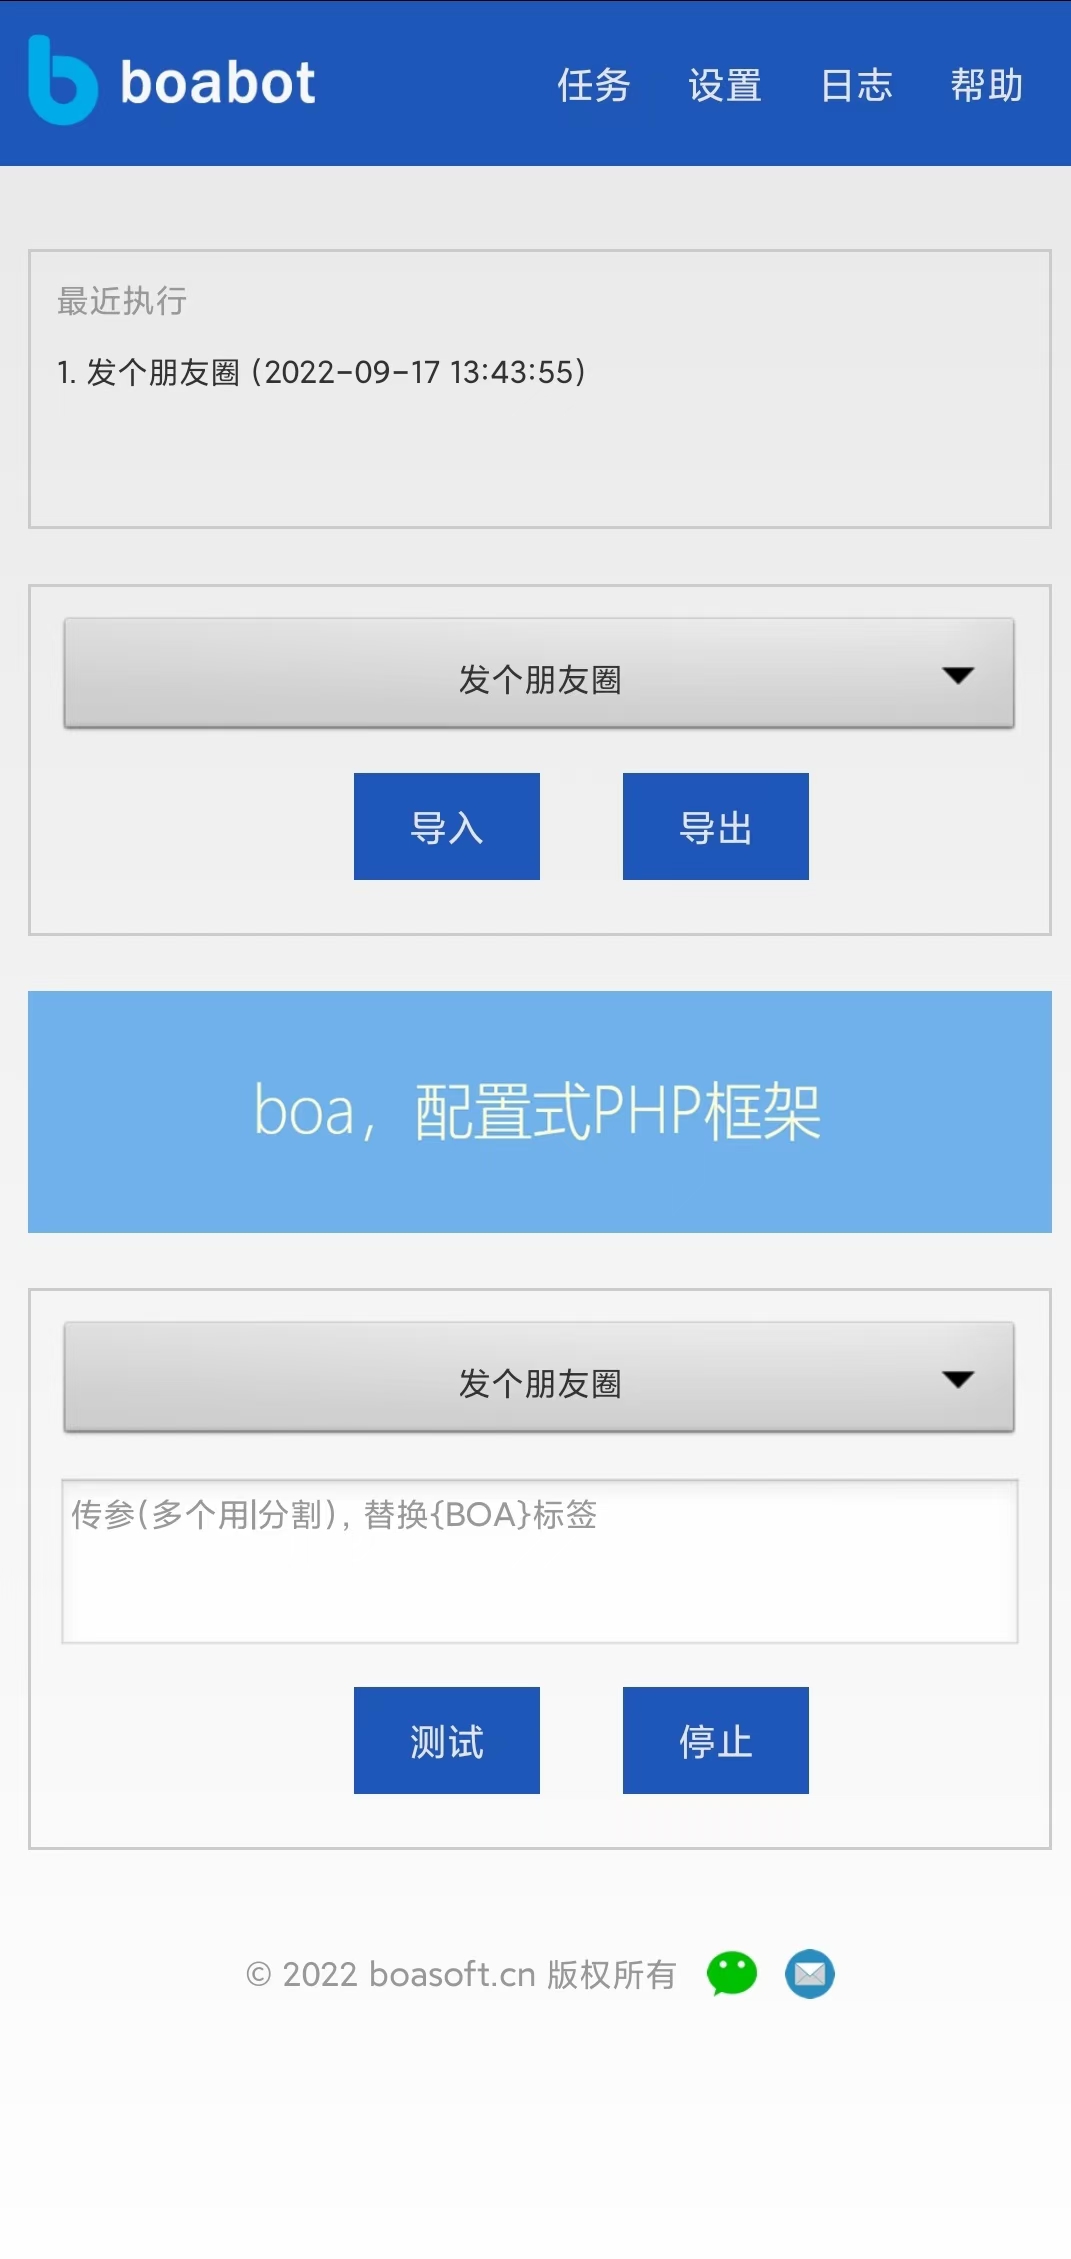 boabot 任务 设置 日志 帮助
最近执行
1. 发个朋友圈 (2022-09-17 13:43:55)
发个朋友圈
导入 导出
boa，配置式PHP框架
发个朋友圈
传参(多个用|分割)，替换{BOA}标签
测试 停止
© 2022 boasoft.cn 版权所有